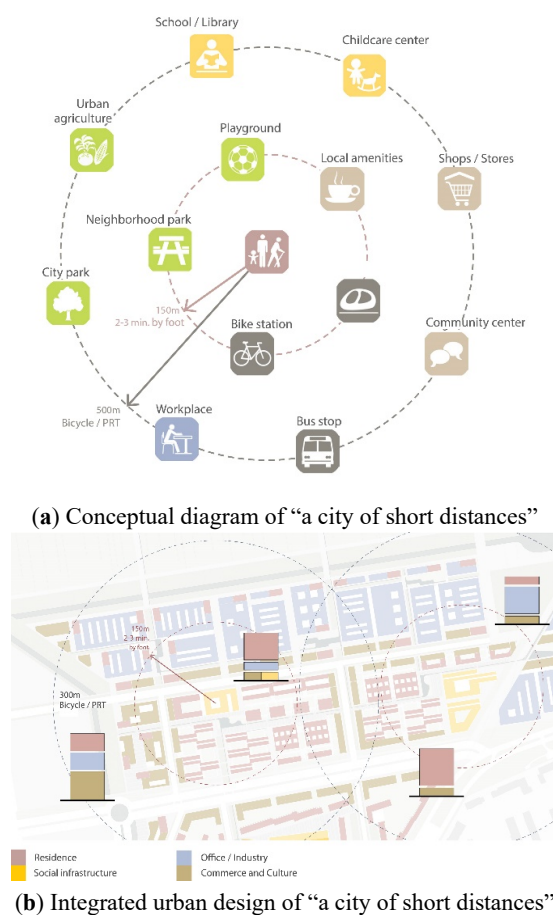 School / Library
Childcare center
Urban
agriculture
Playground
Local amenities
Shops / Stores
Neighborhood park
City park
150m
2-3 min. by foot
Bike station
Community center
500m
Bicycle / PRT
Workplace
Bus stop
(a) Conceptual diagram of “a city of short distances”
150m
2-3 min.
by foot
300m
Bicycle / PRT
Residence
Office / Industry
Social infrastructure
Commerce and Culture
(b) Integrated urban design of “a city of short distances”